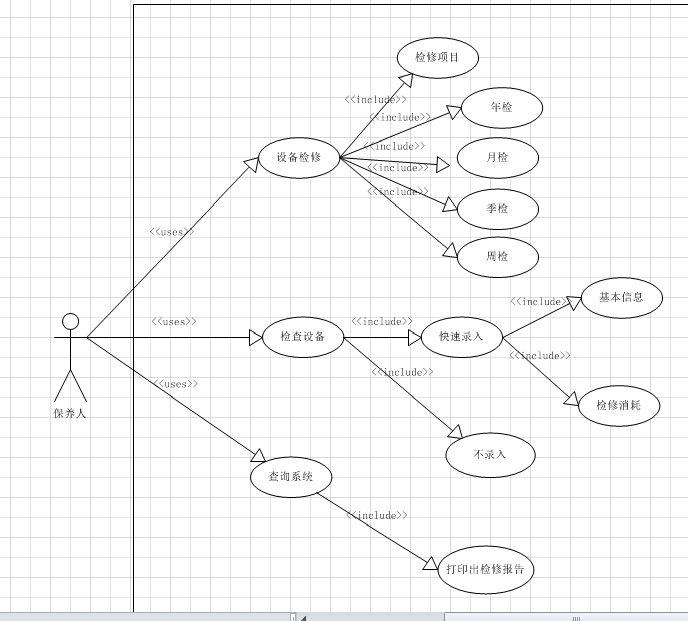 检修项目
<<include>>
年检
<<include>>
设备检修
<<include>>
月检
<<include>>
<<include>>
季检
<<uses>>
周检
基本信息
<<include>>
<<uses>>
<<include>>
检查设备
快速录入
<<include>>
<<include>>
<<uses>>
检修消耗
保养人
不录入
查询系统
<<include>>
打印出检修报告